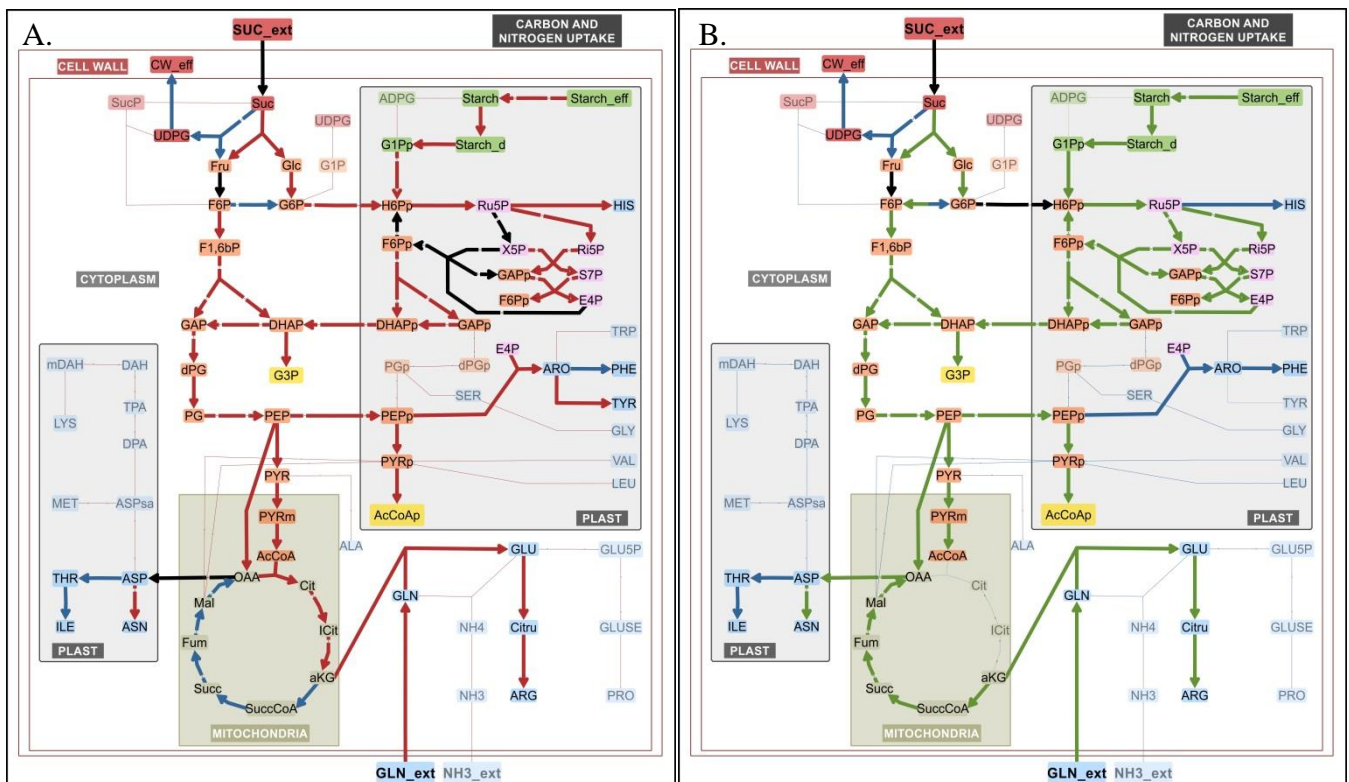 A.
CARBON AND
NITROGEN UPTAKE
SUC_ext
CELL WALL
CW_eff
SucP
Suc
UDPG
UDPG
ADPG
Starch
Starch_eff
G1Pp
Starch_d
Fru
Glc
G1P
F6P
G6P
H6Pp
Ru5P
HIS
F1,6bP
F6Pp
X5P
Ri5P
CYTOPLASM
GAPp
S7P
F6Pp
E4P
GAP
DHAP
DHAPp
GAPp
TRP
mDAH
DAH
dPG
G3P
E4P
PGp
dPGp
ARO
PHE
TPA
SER
TYR
LYS
PG
PEP
PEPp
GLY
DPA
PYR
PYRp
VAL
LEU
MET
ASPsa
PYRm
AcCoAp
PLAST
AcCoA
ALA
GLU
GLU5P
THR
ASP
OAA
Cit
GLN
Mal
ILE
ASN
ICit
NH4
Citru
GLUSE
PLAST
Fum
aKG
Succ
SuccCoA
NH3
ARG
PRO
MITOCHONDRIA
GLN_ext
NH3_ext
B.
CARBON AND
NITROGEN UPTAKE
SUC_ext
CELL WALL
CW_eff
SucP
Suc
UDPG
UDPG
ADPG
Starch
Starch_eff
G1Pp
Starch_d
Fru
Glc
G1P
F6P
G6P
H6Pp
Ru5P
HIS
F1,6bP
F6Pp
X5P
Ri5P
CYTOPLASM
GAPp
S7P
F6Pp
E4P
GAP
DHAP
DHAPp
GAPp
TRP
mDAH
DAH
dPG
G3P
E4P
PGp
dPGp
ARO
PHE
TPA
SER
TYR
LYS
PG
PEP
PEPp
GLY
DPA
PYR
PYRp
VAL
LEU
MET
ASPsa
PYRm
AcCoAp
PLAST
AcCoA
ALA
GLU
GLU5P
THR
ASP
OAA
Cit
GLN
Mal
ILE
ASN
ICit
NH4
Citru
GLUSE
PLAST
Fum
aKG
Succ
SuccCoA
NH3
ARG
PRO
MITOCHONDRIA
GLN_ext
NH3_ext